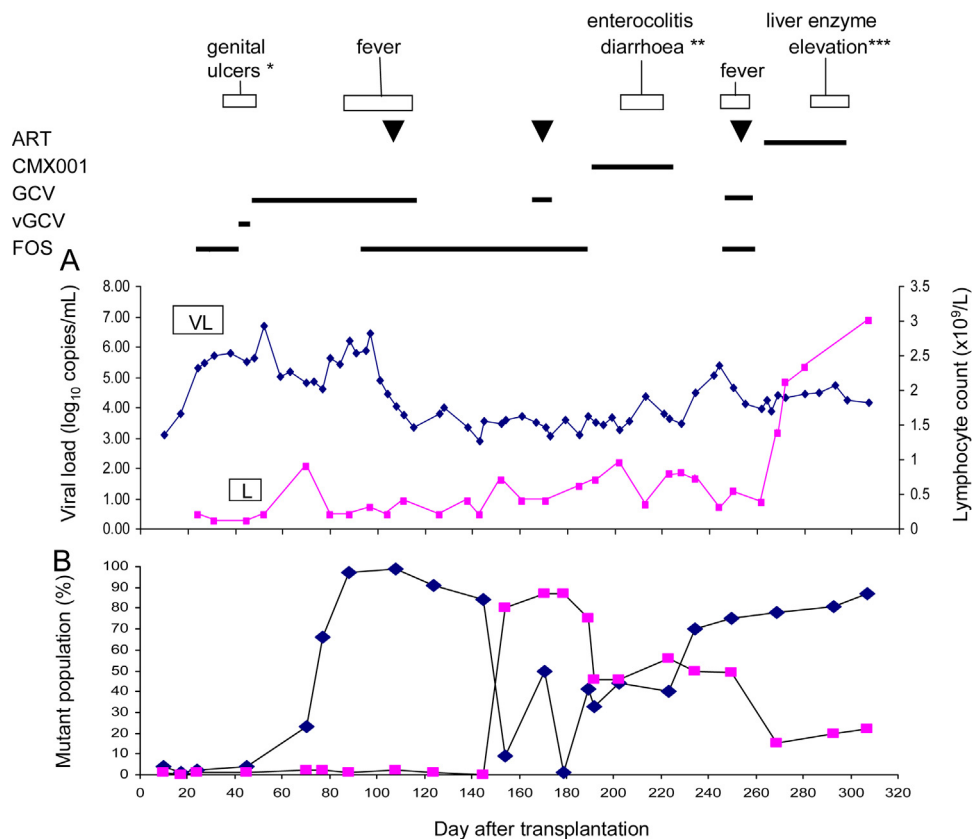 enterocolitis
diarrhoea **
liver enzyme
elevation***
genital
ulcers *
fever
fever
ART
CMX001
GCV
vGCV
FOS
A
8.00
7.00
6.00
5.00
4.00
3.00
2.00
1.00
0.00
Viral load (log10 copies/mL)
VL
L
3.5
3
2.5
2
1.5
1
0.5
0
Lymphocyte count (x10⁹/L)
B
100
90
80
70
60
50
40
30
20
10
0
Mutant population (%)
0 20 40 60 80 100 120 140 160 180 200 220 240 260 280 300 320
Day after transplantation